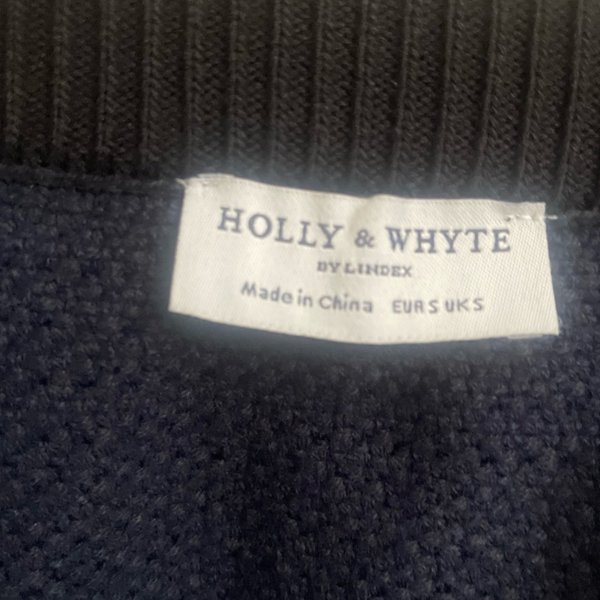 HOLLY & WHYTE
BY LINDEX
Made in China EUR S UK S